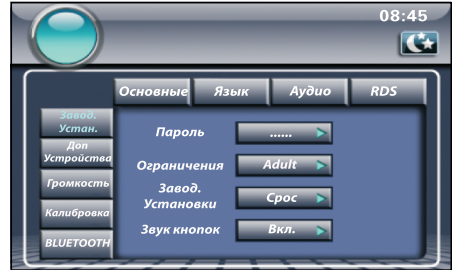 08:45
Основные Язык Аудио RDS
Завод.
Устан.
Доп
Устройства
Громкость
Калибровка
BLUETOOTH
Пароль ......
Ограничения Adult
Завод.
Установки Срос
Звук кнопок Вкл.